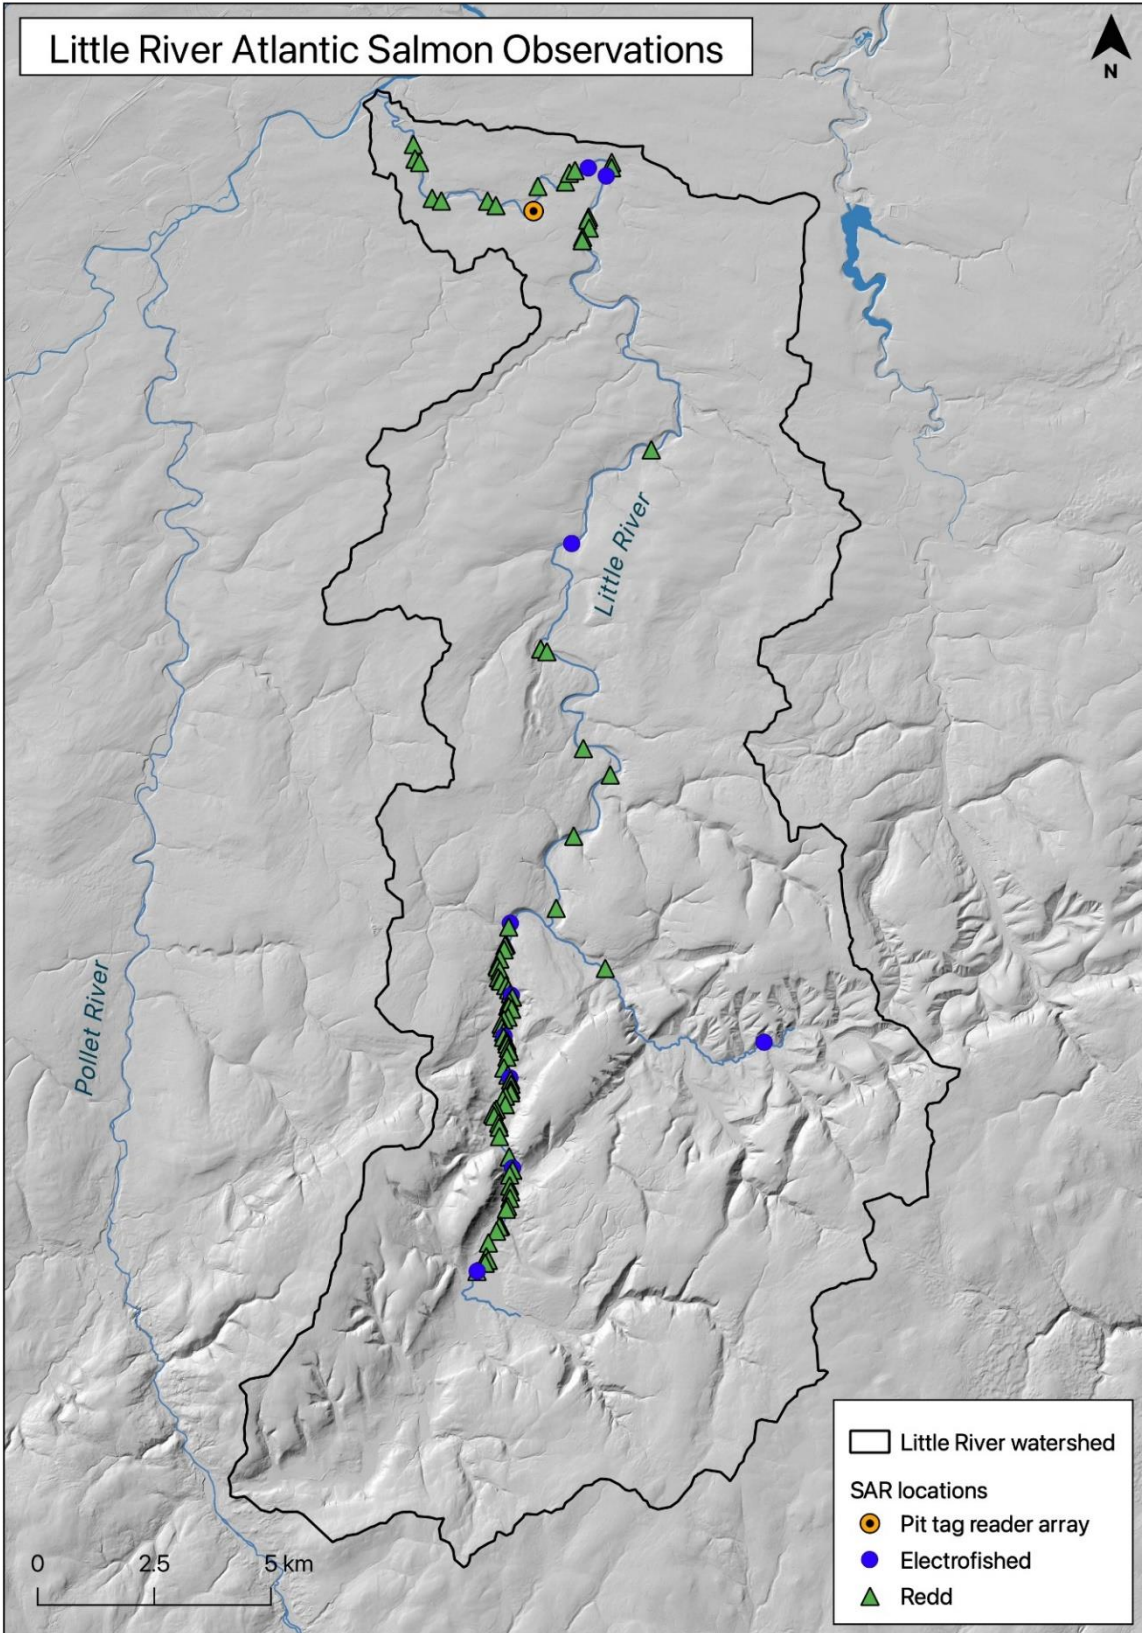 Little River Atlantic Salmon Observations
N
Little River
Pollet River
Little River watershed
SAR locations
Pit tag reader array
Electrofished
Redd
0 2.5 5 km